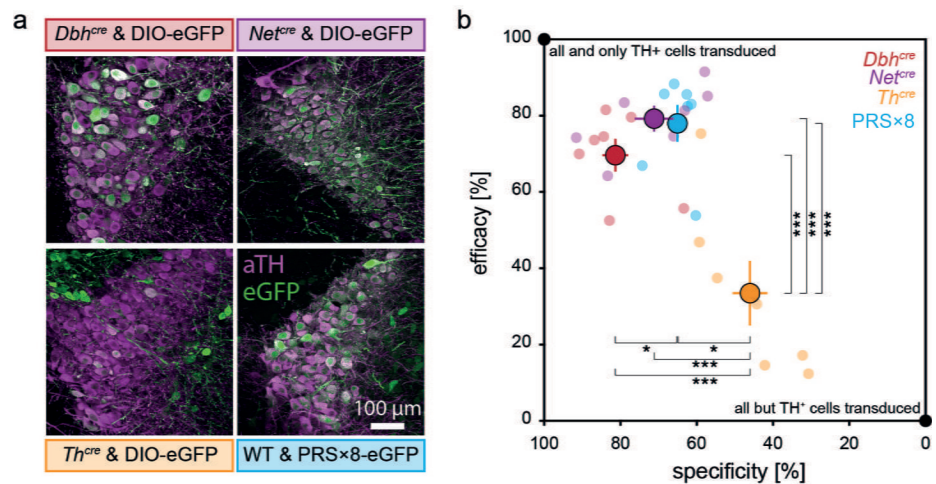 a
Dbhᶜʳᵉ & DIO-eGFP
Netᶜʳᵉ & DIO-eGFP
aTH
eGFP
100 μm
Thᶜʳᵉ & DIO-eGFP
WT & PRS×8-eGFP
b
all and only TH+ cells transduced
Dbhᶜʳᵉ
Netᶜʳᵉ
Thᶜʳᵉ
PRS×8
efficacy [%]
100
80
60
40
20
0
***
***
***
*
*
***
***
all but TH⁺ cells transduced
100
80
60
40
20
0
specificity [%]